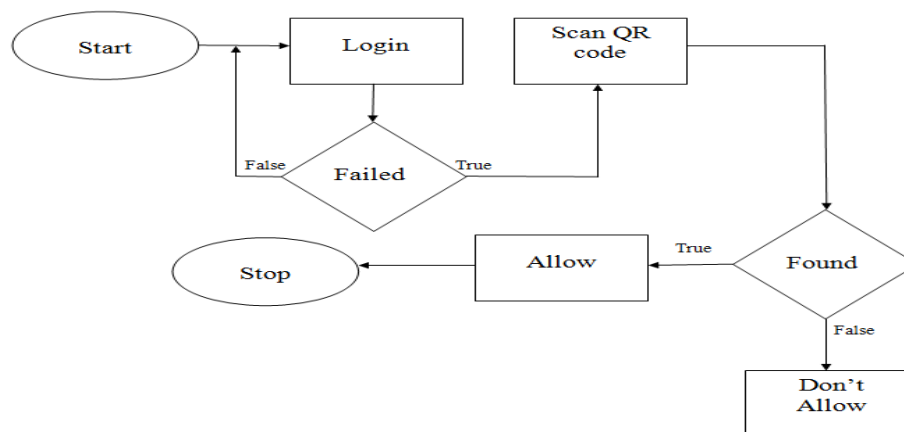 Start
Login
Scan QR
code
False
Failed
True
Stop
Allow
True
Found
False
Don't
Allow